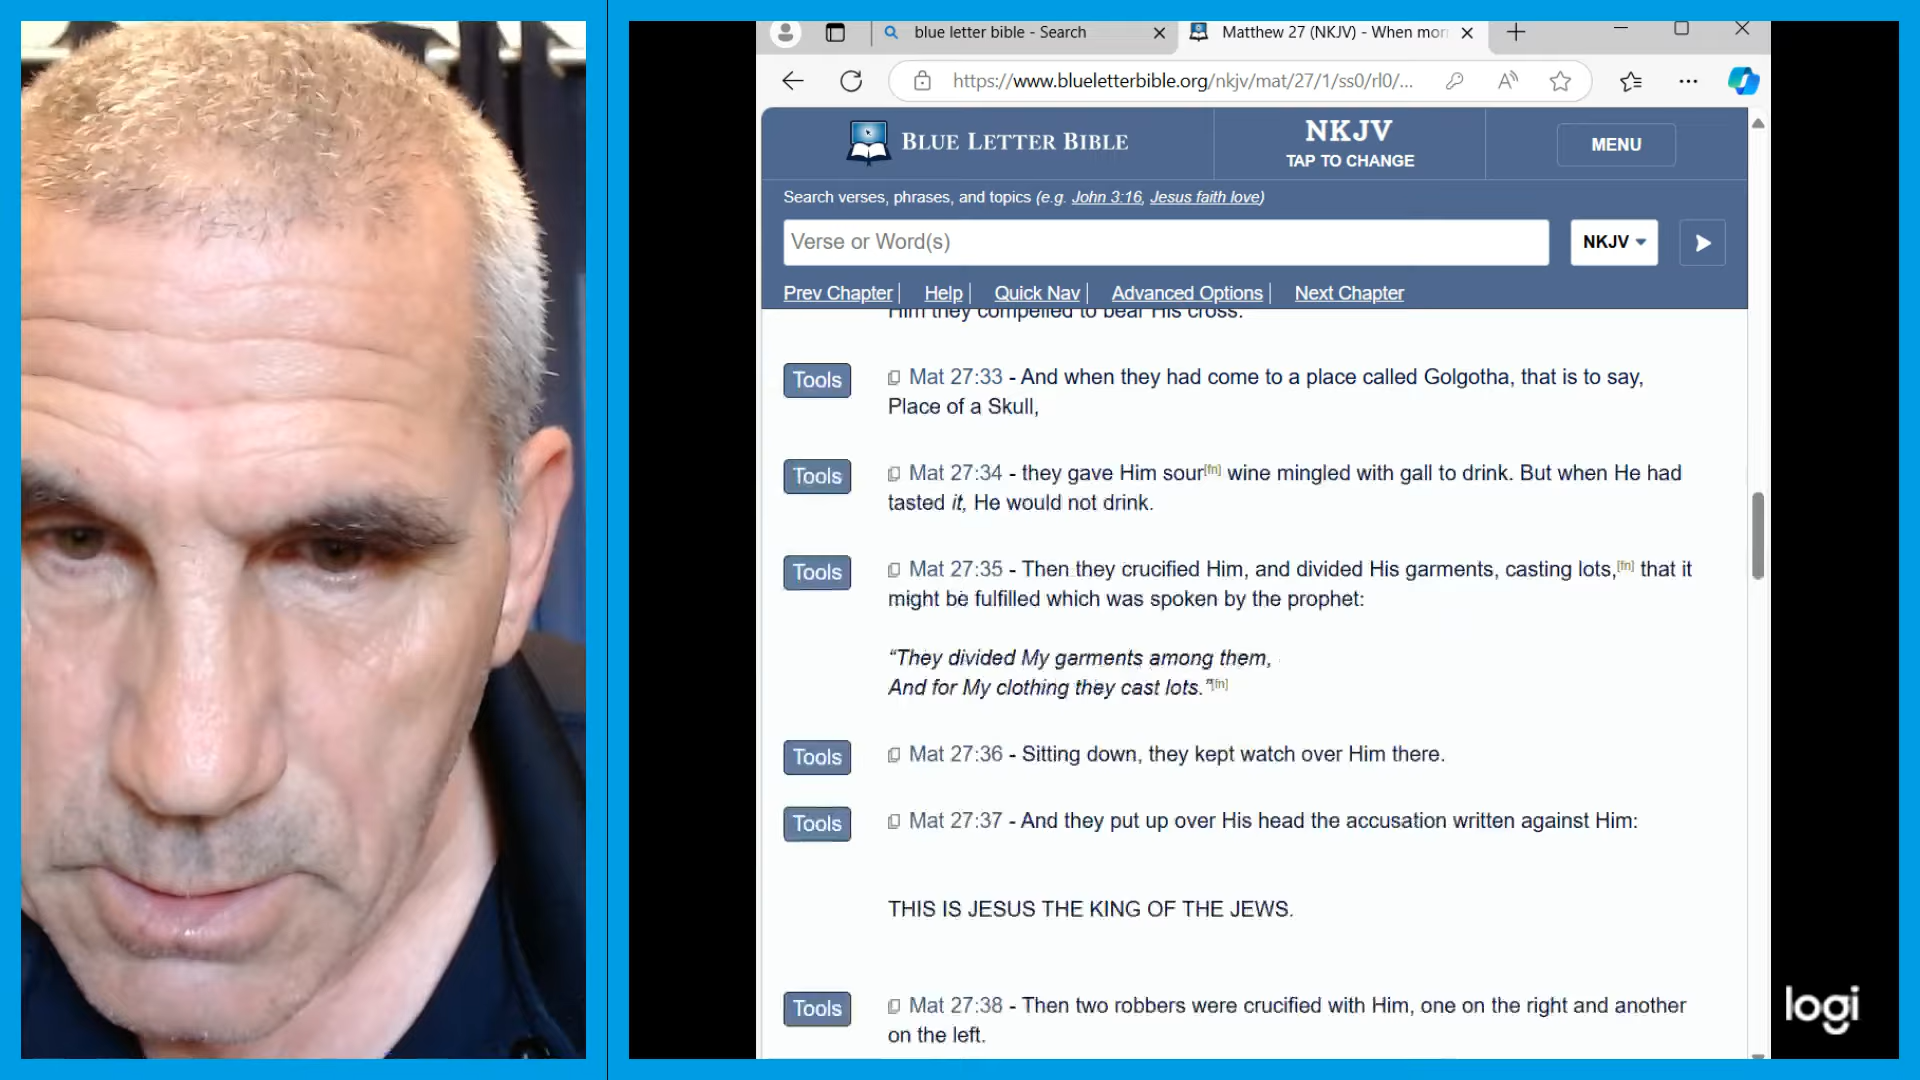 blue letter bible - Search
Matthew 27 (NKJV) - When mor
https://www.blueletterbible.org/nkjv/mat/27/1/ss0/rl0/...
BLUE LETTER BIBLE
NKJV
TAP TO CHANGE
MENU
Search verses, phrases, and topics (e.g. John 3:16, Jesus faith love)
Verse or Word(s)
NKJV
Prev Chapter | Help | Quick Nav | Advanced Options | Next Chapter
Him they compelled to bear His cross.
Tools Mat 27:33 - And when they had come to a place called Golgotha, that is to say,
Place of a Skull,
Tools Mat 27:34 - they gave Him sour[fn] wine mingled with gall to drink. But when He had
tasted it, He would not drink.
Tools Mat 27:35 - Then they crucified Him, and divided His garments, casting lots,[fn] that it
might be fulfilled which was spoken by the prophet:
“They divided My garments among them,
And for My clothing they cast lots.”[fn]
Tools Mat 27:36 - Sitting down, they kept watch over Him there.
Tools Mat 27:37 - And they put up over His head the accusation written against Him:
THIS IS JESUS THE KING OF THE JEWS.
Tools Mat 27:38 - Then two robbers were crucified with Him, one on the right and another
on the left.
logi